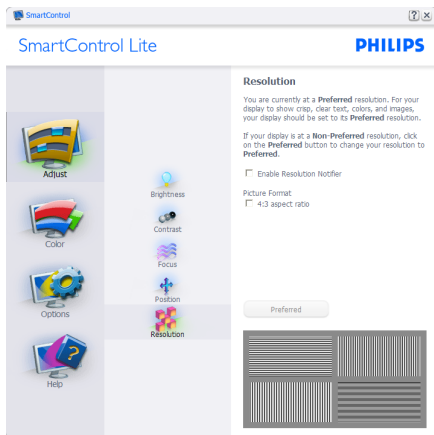 SmartControl
SmartControl Lite
PHILIPS
Adjust
Color
Options
Help
Brightness
Contrast
Focus
Position
Resolution
Resolution
You are currently at a Preferred resolution. For your
display to show crisp, clear text, colors, and images,
your display should be set to its Preferred resolution.
If your display is at a Non-Preferred resolution, click
on the Preferred button to change your resolution to
Preferred.
Enable Resolution Notifier
Picture Format
4:3 aspect ratio
Preferred